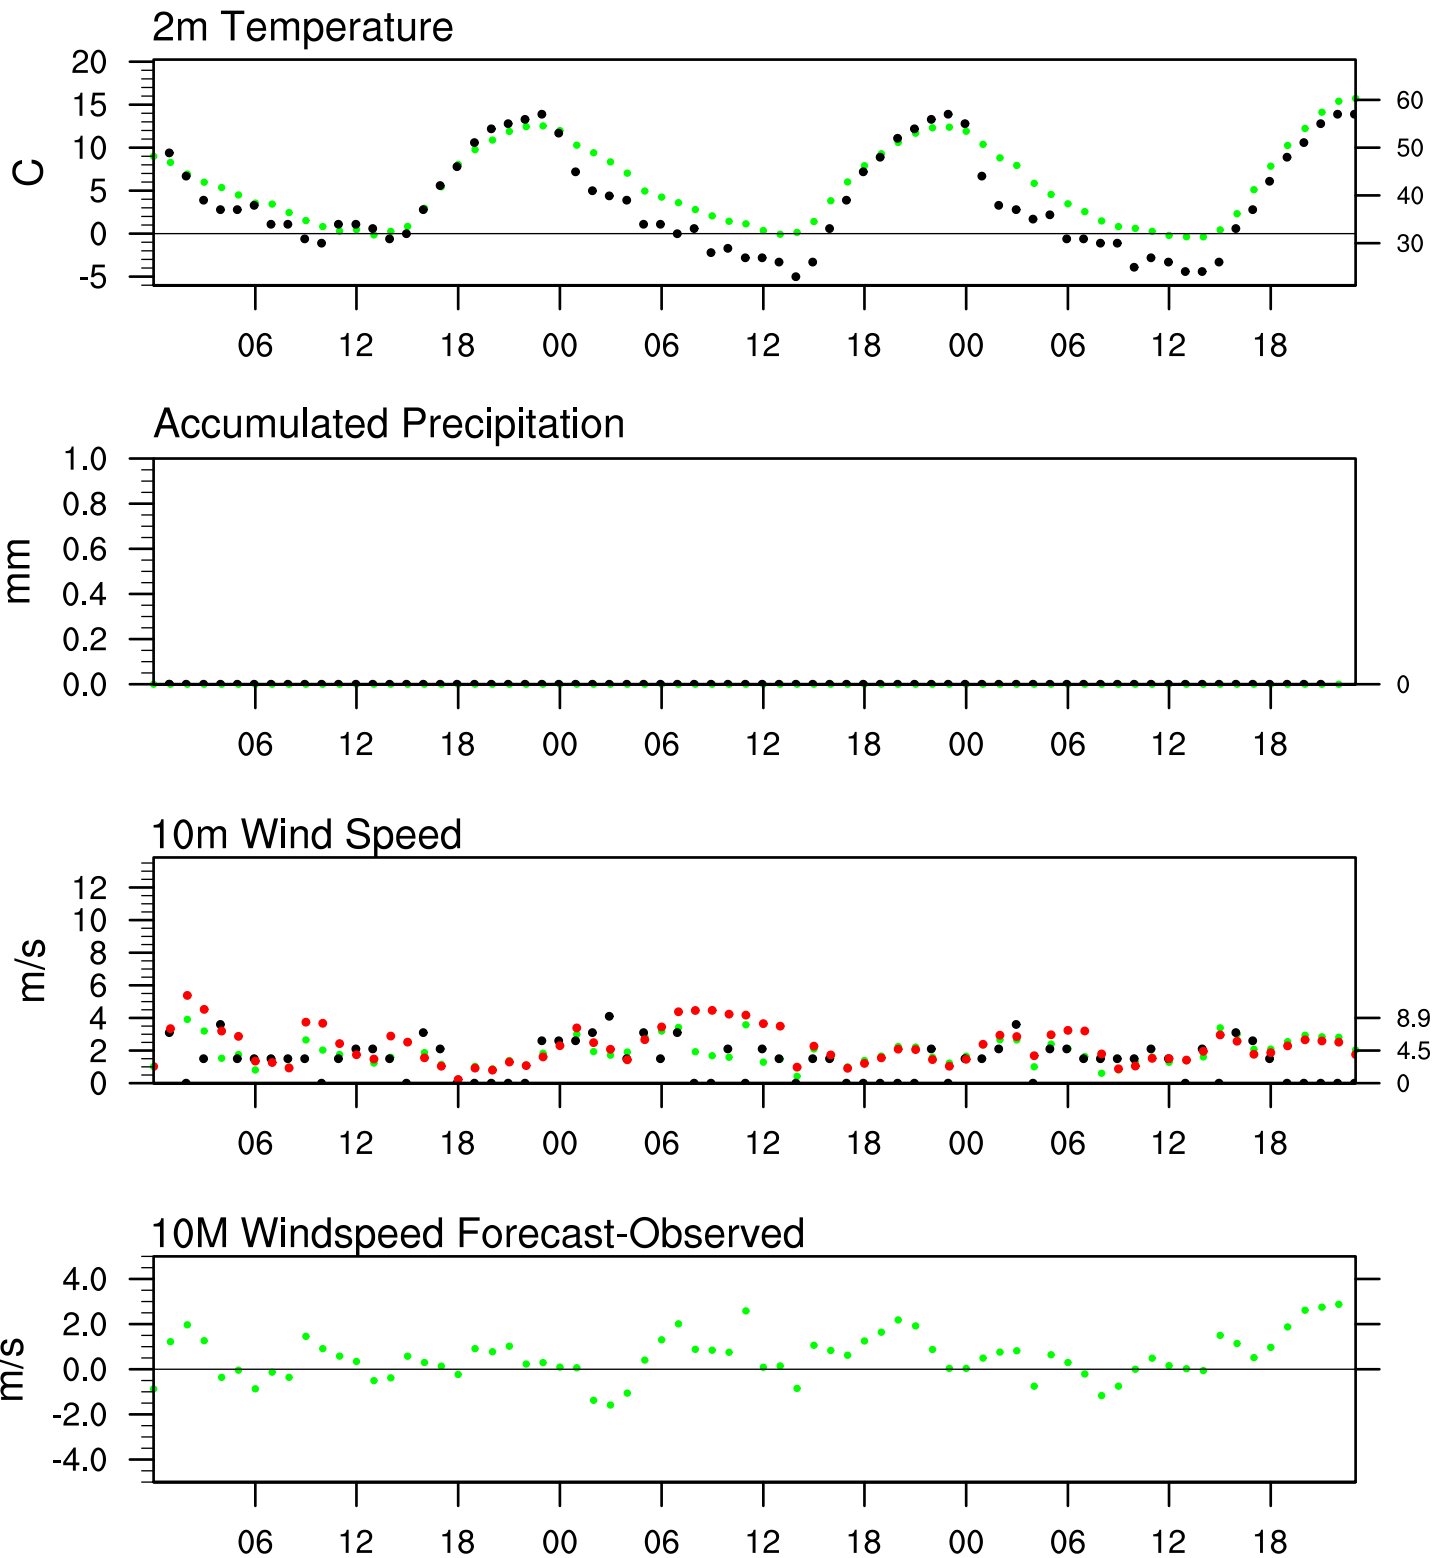 2m Temperature
20
15
10
5
0
-5
C
60
50
40
30
06 12 18 00 06 12 18 00 06 12 18
Accumulated Precipitation
1.0
0.8
0.6
0.4
0.2
0.0
mm
0
06 12 18 00 06 12 18 00 06 12 18
10m Wind Speed
12
10
8
6
4
2
0
m/s
8.9
4.5
0
06 12 18 00 06 12 18 00 06 12 18
10M Windspeed Forecast-Observed
4.0
2.0
0.0
-2.0
-4.0
m/s
06 12 18 00 06 12 18 00 06 12 18